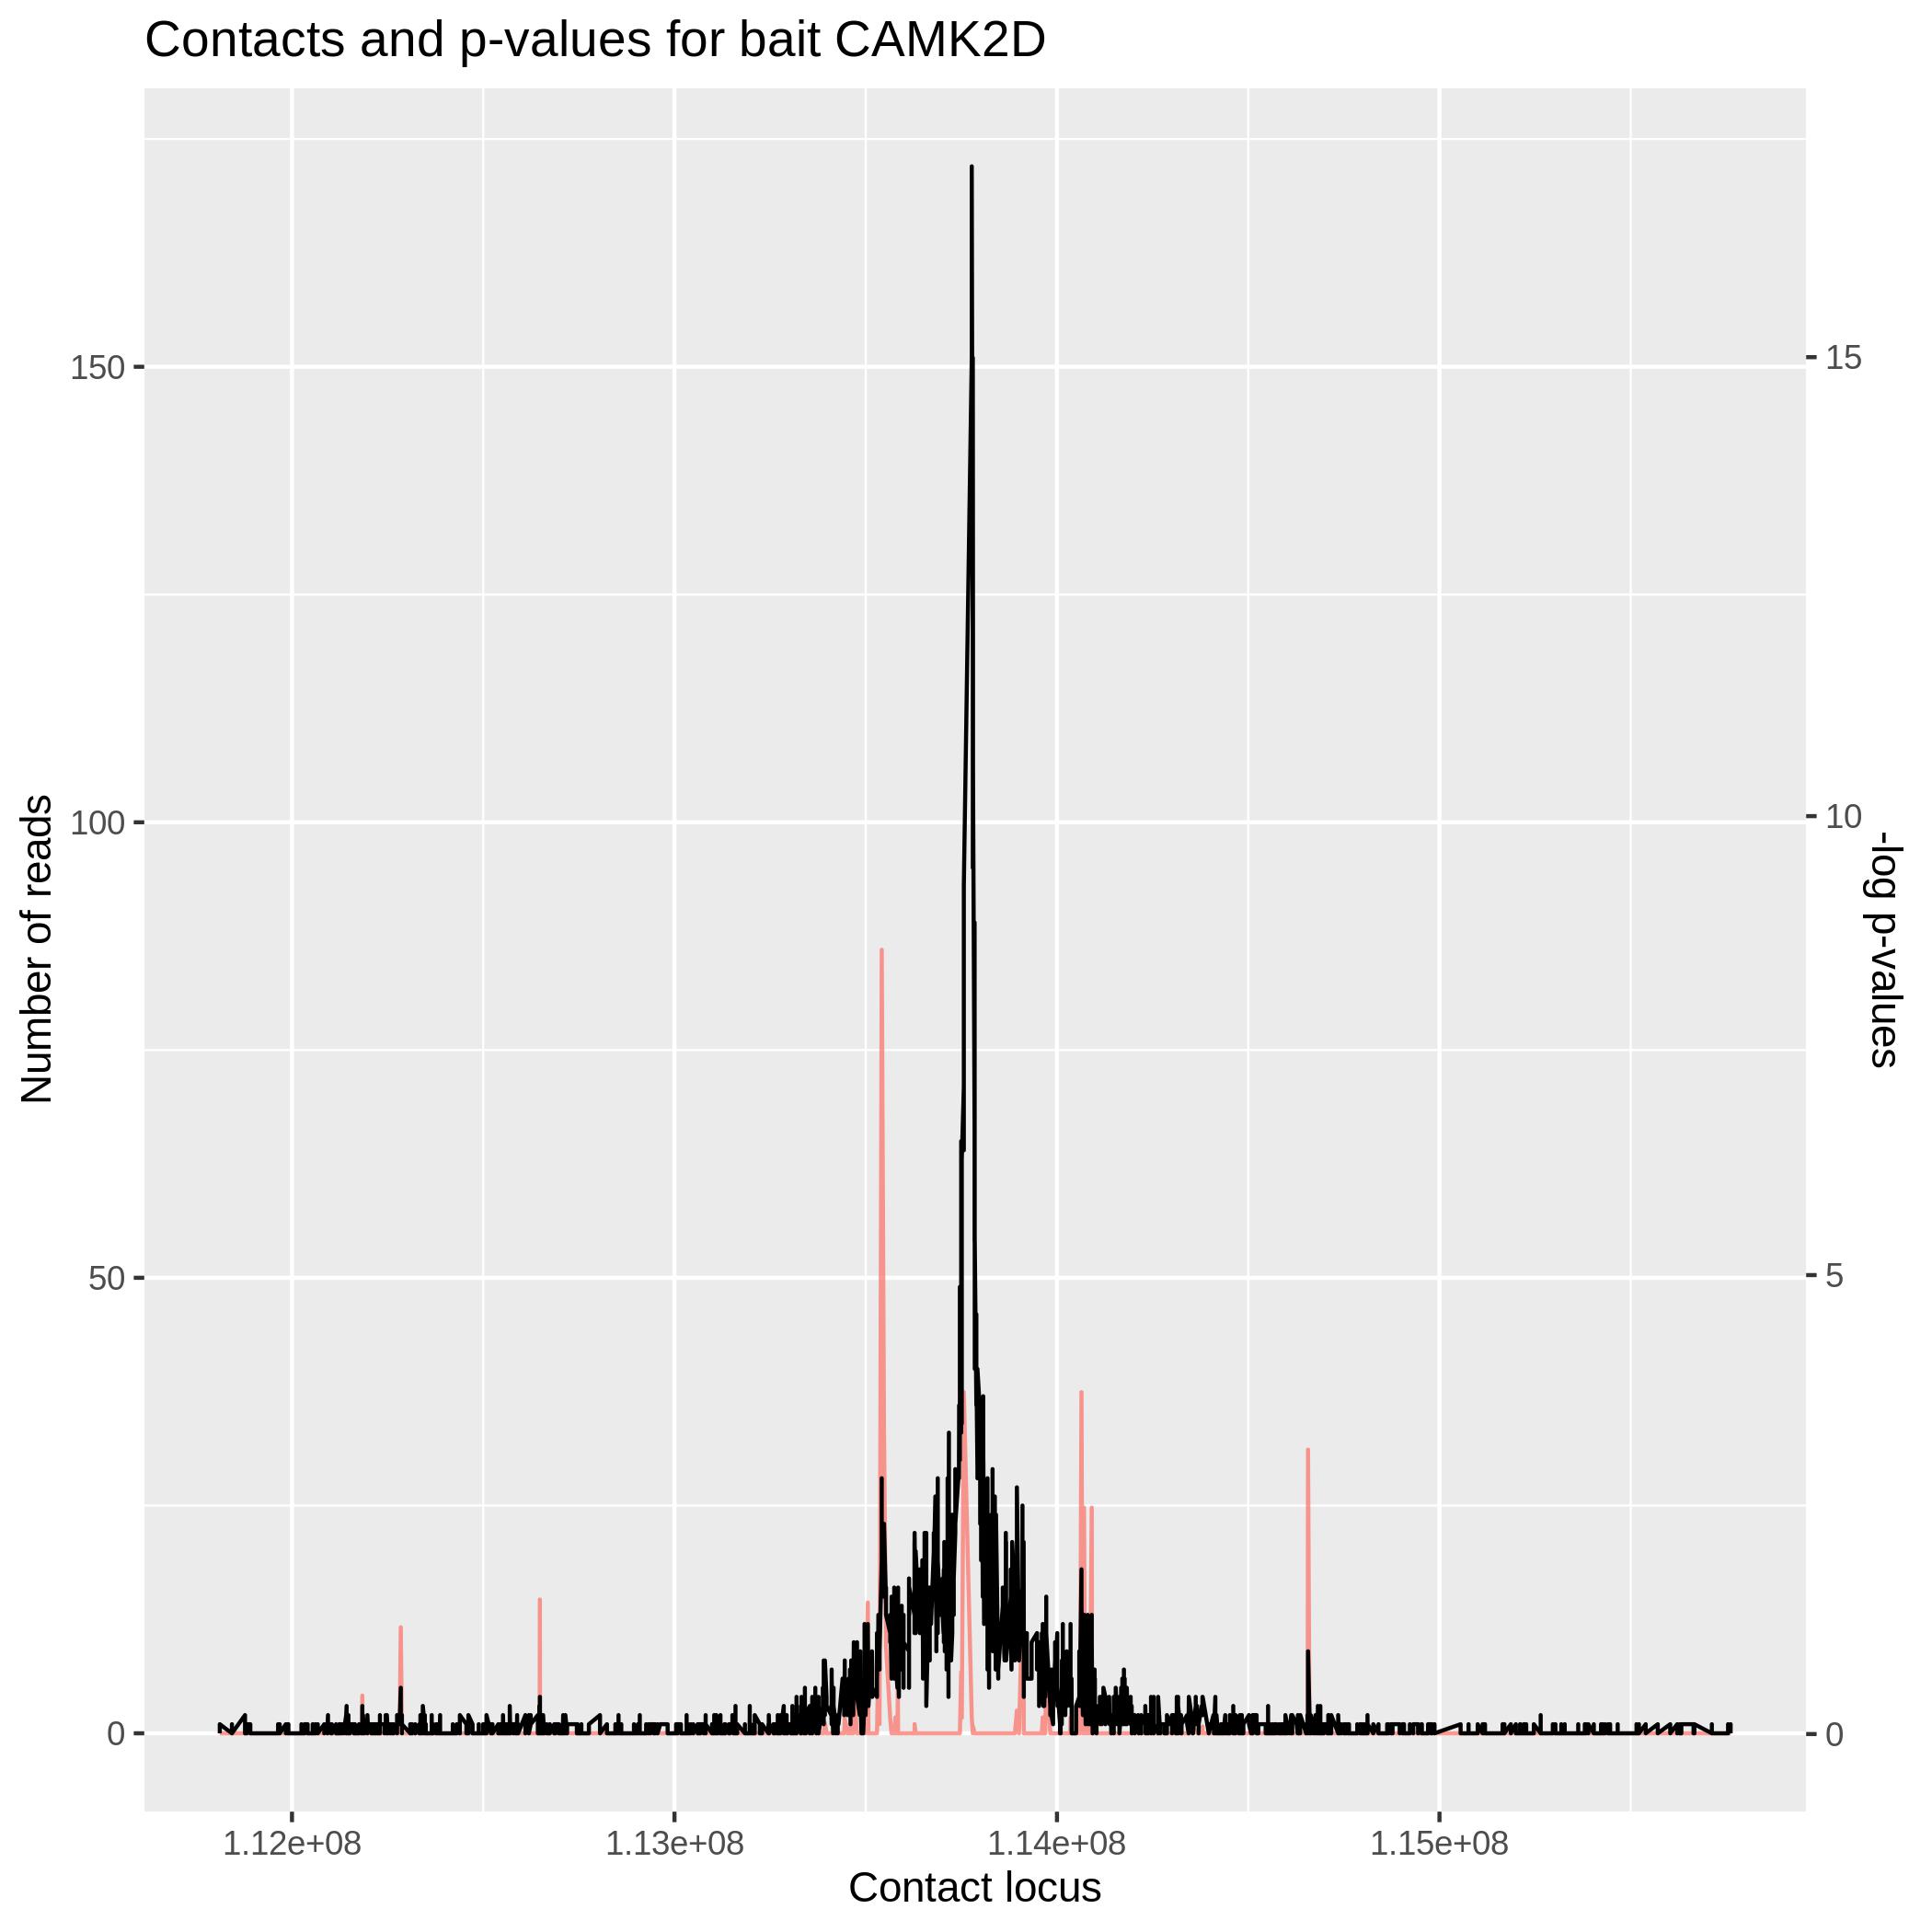 Contacts and p-values for bait CAMK2D
Number of reads
150
100
50
0
15
10
5
0
-log p-values
1.12e+08
1.13e+08
1.14e+08
1.15e+08
Contact locus